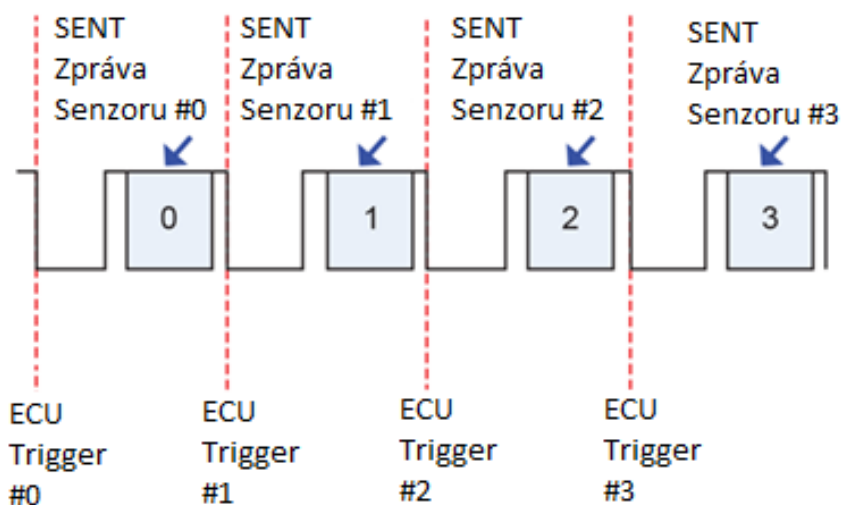 SENT
Zpráva
Senzoru #0
SENT
Zpráva
Senzoru #1
SENT
Zpráva
Senzoru #2
SENT
Zpráva
Senzoru #3
0
1
2
3
ECU
Trigger
#0
ECU
Trigger
#1
ECU
Trigger
#2
ECU
Trigger
#3